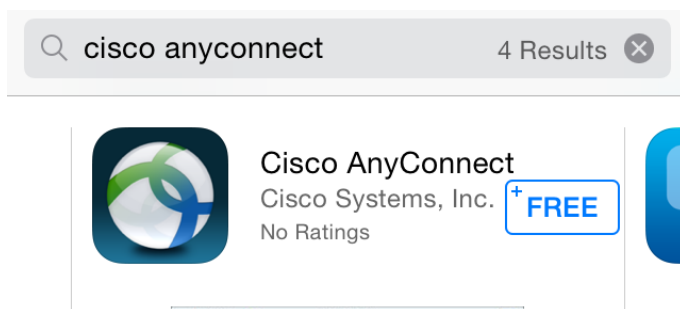 cisco anyconnect 4 Results
Cisco AnyConnect
Cisco Systems, Inc.
+ FREE
No Ratings